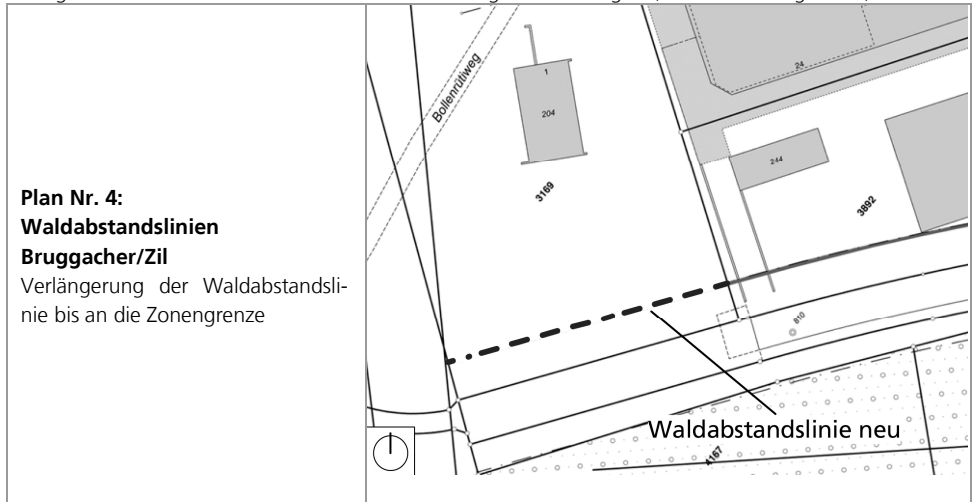 Plan Nr. 4:
Waldabstandslinien
Bruggacher/Zil
Verlängerung der Waldabstandsli-
nie bis an die Zonengrenze
Bollenrütiweg
1
204
3169
24
244
3892
810
Waldabstandslinie neu
4167